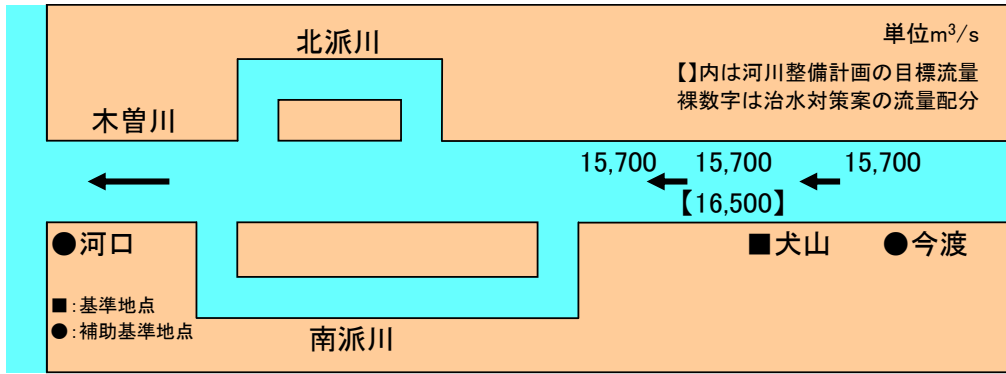 北派川
単位m³/s
【】内は河川整備計画の目標流量
裸数字は治水対策案の流量配分
木曽川
15,700 15,700 15,700
【16,500】
●河口 ■犬山 ●今渡
■:基準地点
●:補助基準地点
南派川